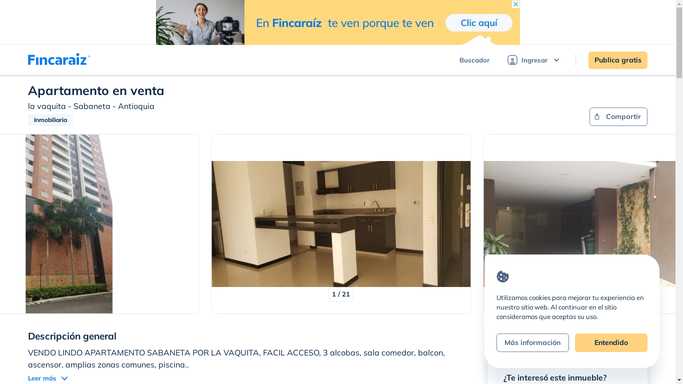 En Fincaraíz te ven porque te ven
Clic aquí
Fincaraíz
Buscador
Ingresar
Publica gratis
Apartamento en venta
la vaquita - Sabaneta - Antioquia
Inmobiliaria
Compartir
1 / 21
Utilizamos cookies para mejorar tu experiencia en
nuestro sitio web. Al continuar en el sitio
consideramos que aceptas su uso.
Más información
Entendido
Descripción general
VENDO LINDO APARTAMENTO SABANETA POR LA VAQUITA, FACIL ACCESO, 3 alcobas, sala comedor, balcon,
ascensor, amplias zonas comunes, piscina..
Leer más
¿Te interesó este inmueble?